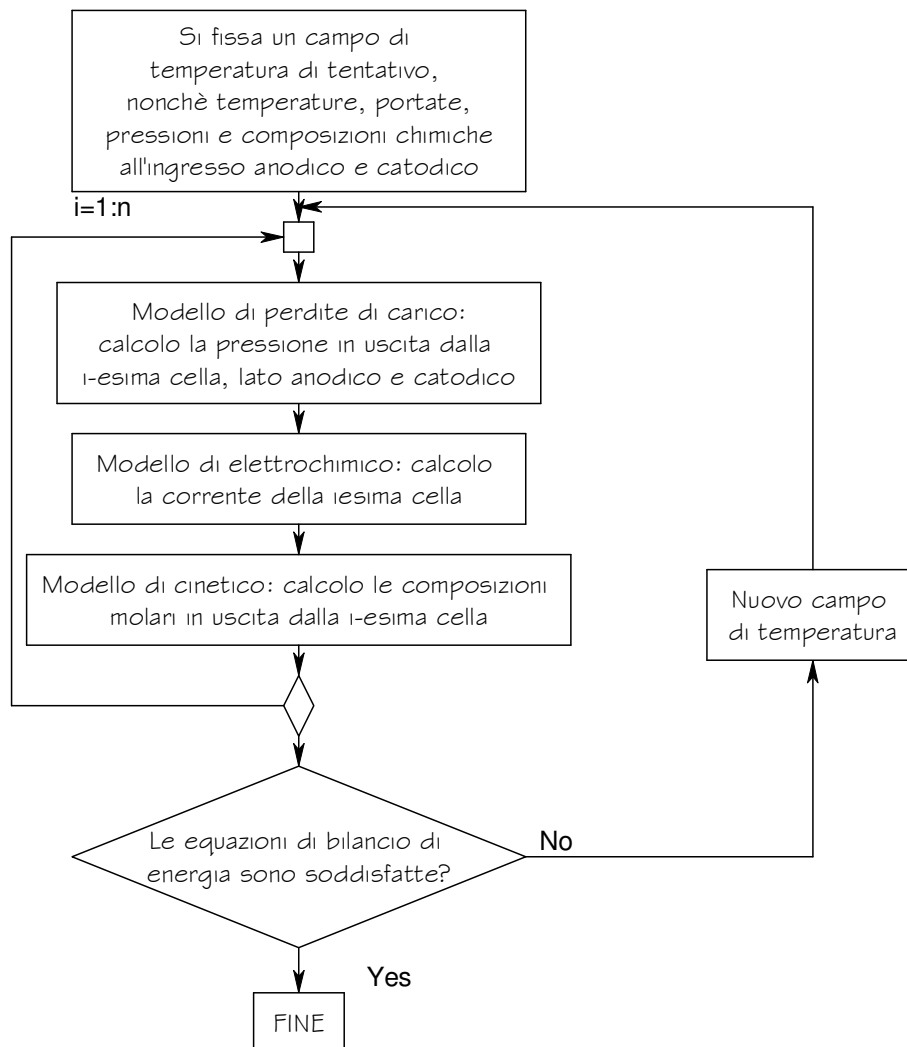 Si fissa un campo di
temperatura di tentativo,
nonchè temperature, portate,
pressioni e composizioni chimiche
all'ingresso anodico e catodico
i=1:n
Modello di perdite di carico:
calcolo la pressione in uscita dalla
i-esima cella, lato anodico e catodico
Modello di elettrochimico: calcolo
la corrente della iesima cella
Modello di cinetico: calcolo le composizioni
molari in uscita dalla i-esima cella
Nuovo campo
di temperatura
Le equazioni di bilancio di
energia sono soddisfatte?
No
Yes
FINE